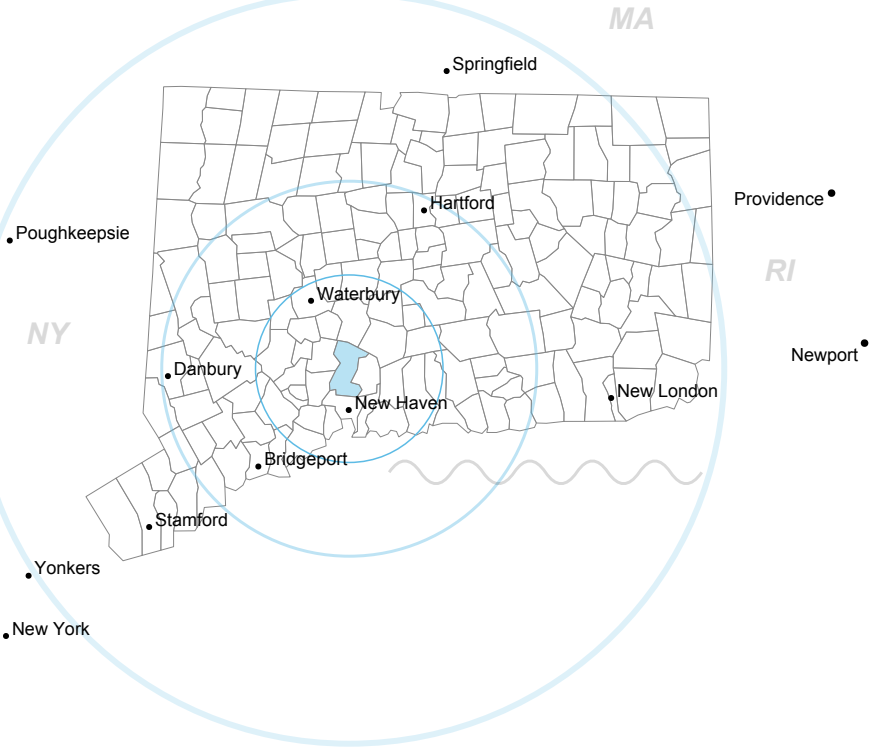 MA
Springfield
Providence
Hartford
Poughkeepsie
RI
Waterbury
NY
Newport
Danbury
New London
New Haven
Bridgeport
Stamford
Yonkers
New York